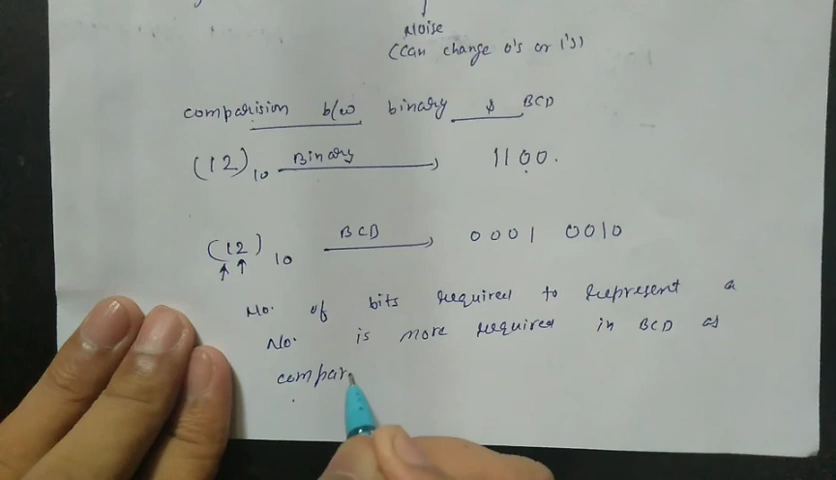 Noise
(Can change 0's or 1's)
comparision b/w binary & BCD
(12)10 Binary 1100.
(12)10 BCD 0001 0010
No. of bits required to represent a
No. is more required in BCD as
compar